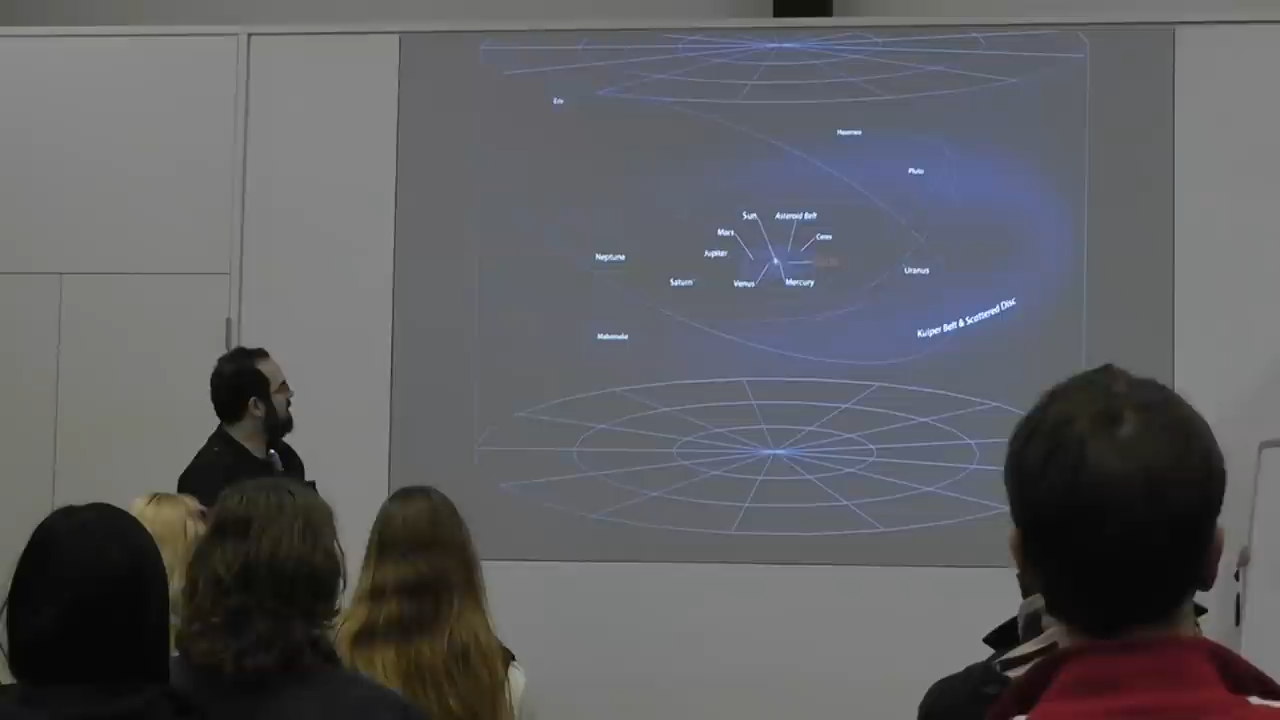 Eris
Haumea
Pluto
Sun
Asteroid Belt
Mars
Ceres
Jupiter
Neptune
Uranus
Saturn
Venus
Mercury
Kuiper Belt & Scattered Disc
Makemake